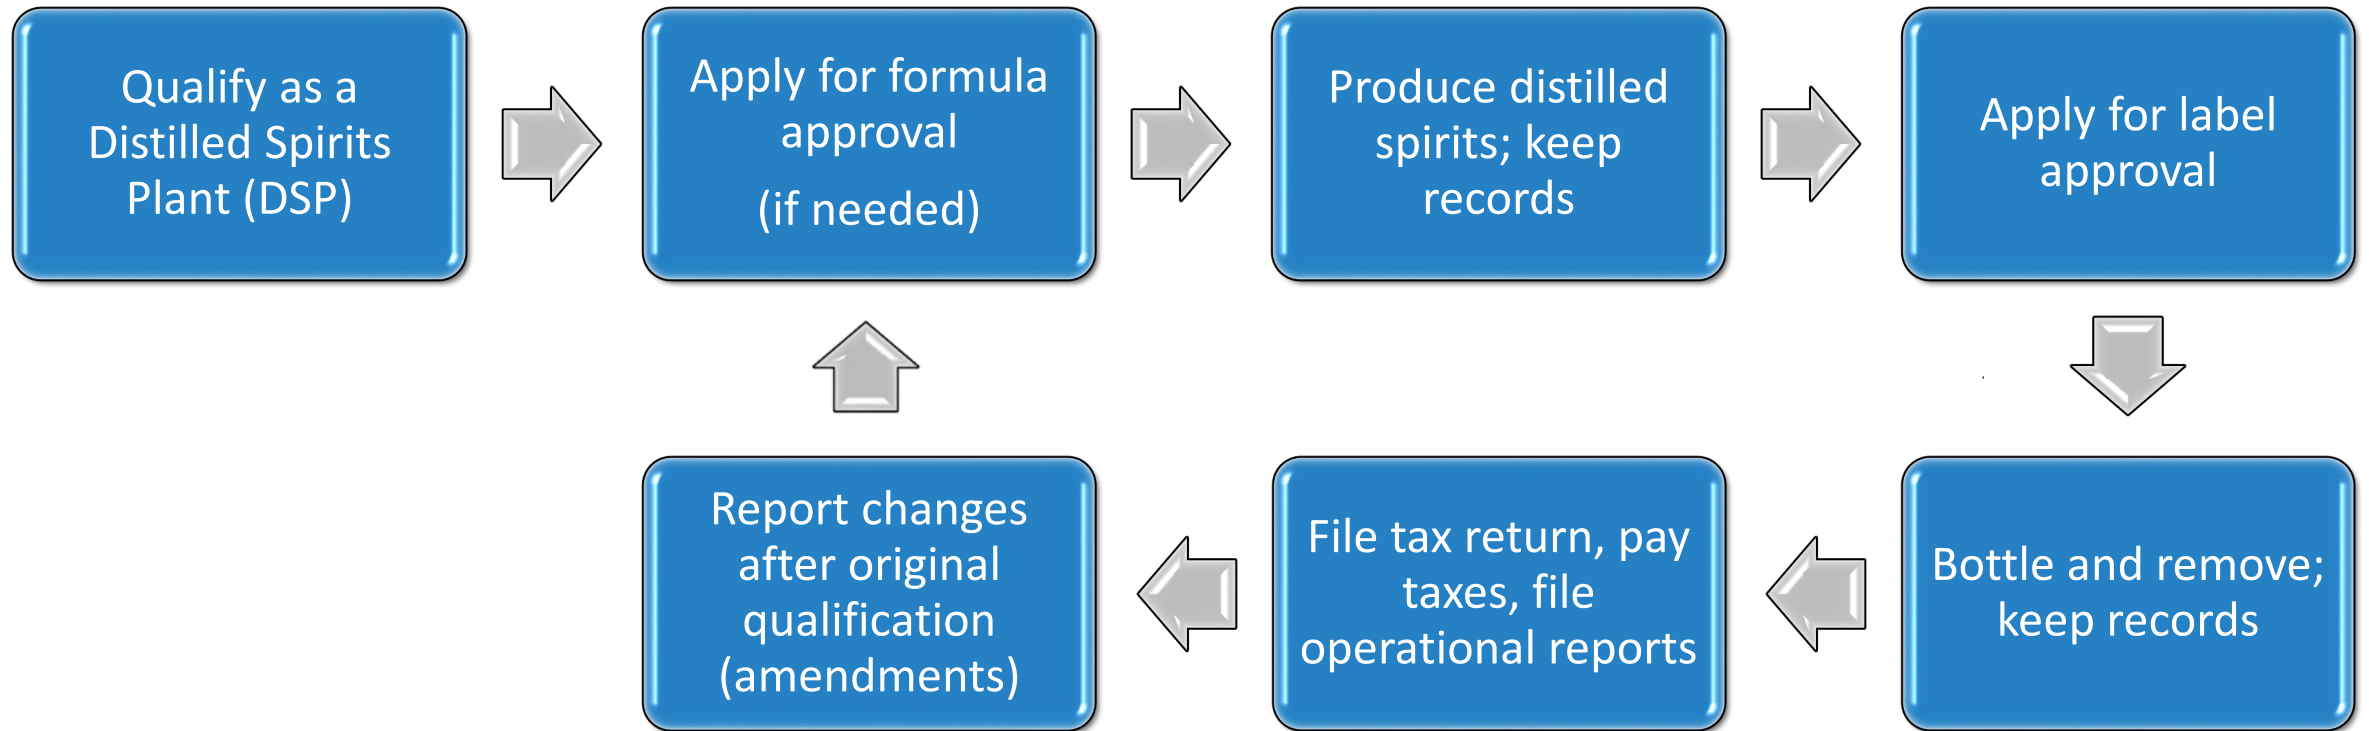 Qualify as a
Distilled Spirits
Plant (DSP)
Apply for formula
approval
(if needed)
Produce distilled
spirits; keep
records
Apply for label
approval
Bottle and remove;
keep records
File tax return, pay
taxes, file
operational reports
Report changes
after original
qualification
(amendments)